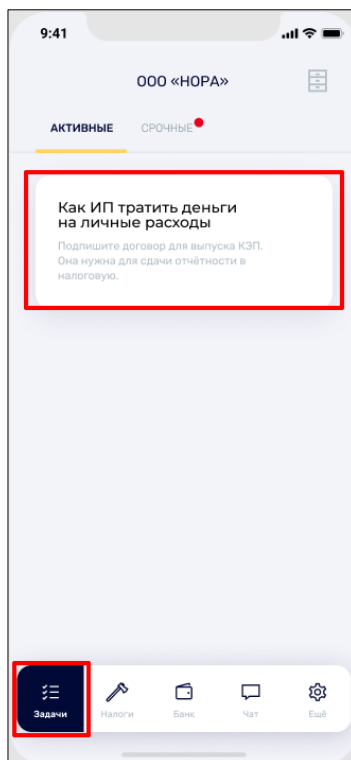 9:41
ООО «НОРА»
АКТИВНЫЕ СРОЧНЫЕ
Как ИП тратить деньги
на личные расходы
Подпишите договор для выпуска КЭП.
Она нужна для сдачи отчётности в
налоговую.
Задачи Налоги Банк Чат Ещё